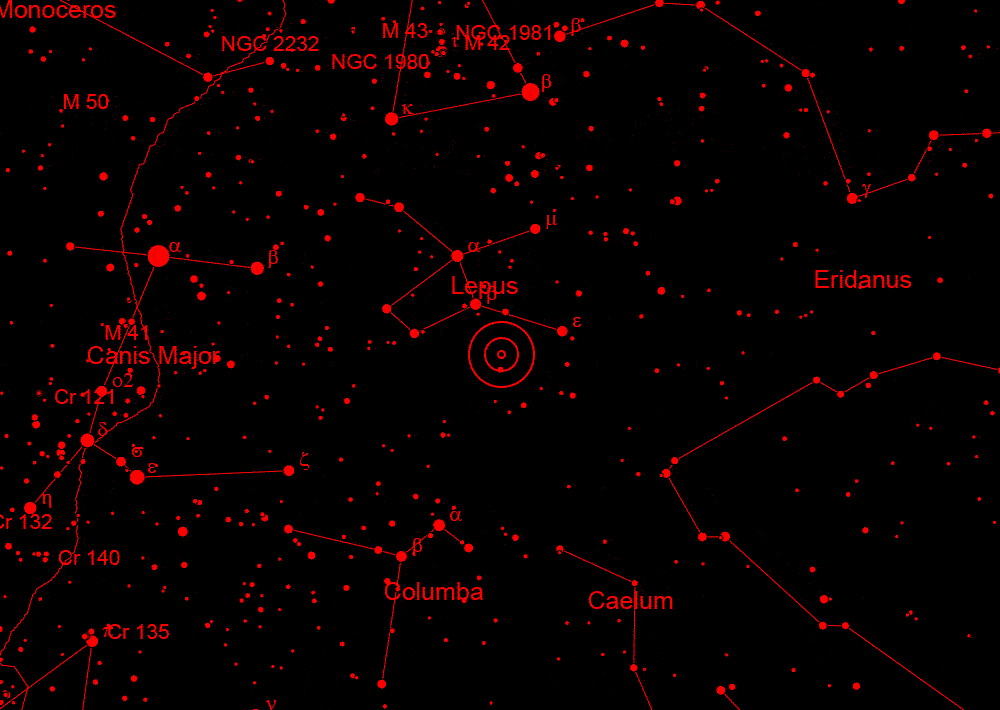 Monoceros
M 43
NGC 1981
β
NGC 2232
ι
M 42
NGC 1980
β
M 50
κ
γ
μ
α
α
β
Lepus
Eridanus
β
ε
M 41
Canis Major
ο2
Cr 121
δ
σ
ε
ζ
η
α
Cr 132
β
Cr 140
Columba
Caelum
π
Cr 135
γ